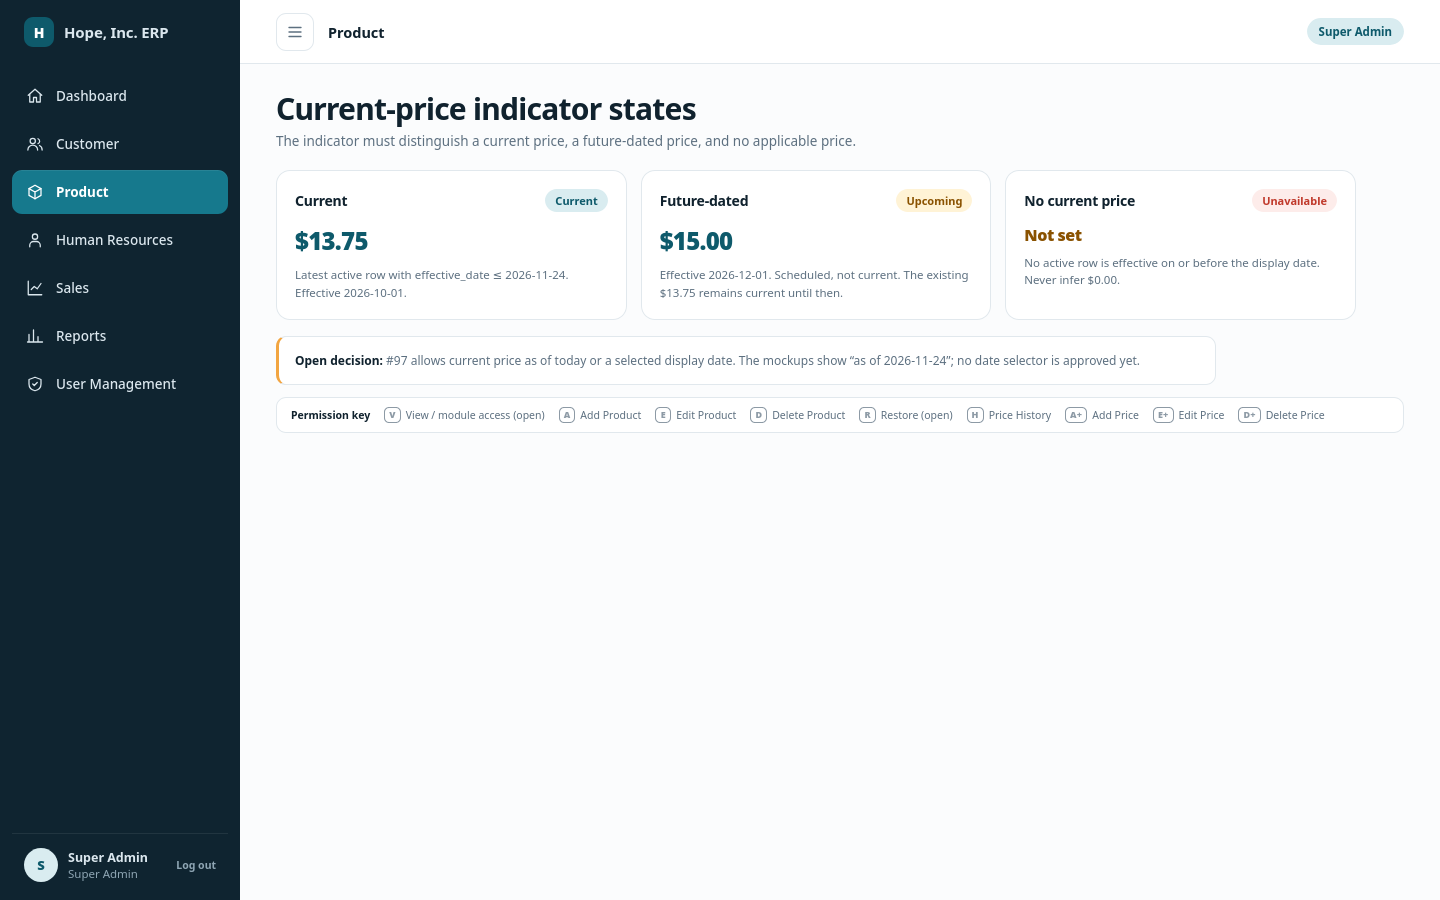 H Hope, Inc. ERP
Dashboard
Customer
Product
Human Resources
Sales
Reports
User Management
S Super Admin
Super Admin
Log out
Product
Super Admin
Current-price indicator states
The indicator must distinguish a current price, a future-dated price, and no applicable price.
Current Current
$13.75
Latest active row with effective_date ≤ 2026-11-24.
Effective 2026-10-01.
Future-dated Upcoming
$15.00
Effective 2026-12-01. Scheduled, not current. The existing
$13.75 remains current until then.
No current price Unavailable
Not set
No active row is effective on or before the display date.
Never infer $0.00.
Open decision: #97 allows current price as of today or a selected display date. The mockups show “as of 2026-11-24”; no date selector is approved yet.
Permission key V View / module access (open) A Add Product E Edit Product D Delete Product R Restore (open) H Price History A+ Add Price E+ Edit Price D+ Delete Price